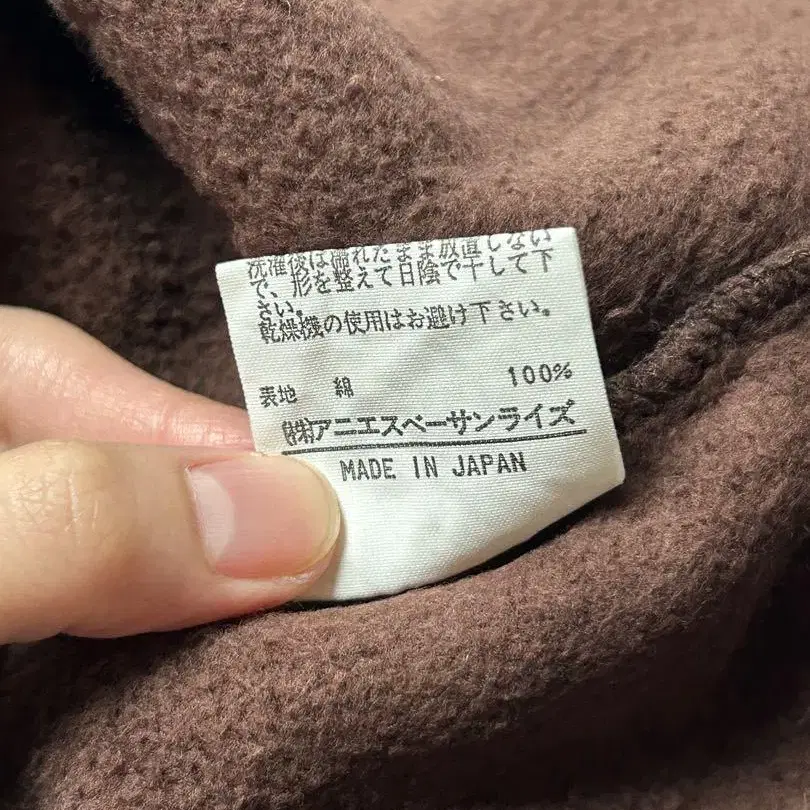 洗濯後は濡れたまま放置しない
で、形を整えて日陰で干して下
さい。
乾燥機の使用はお避け下さい。
表地 綿 100%
(株)アニエスベーサンライズ
MADE IN JAPAN